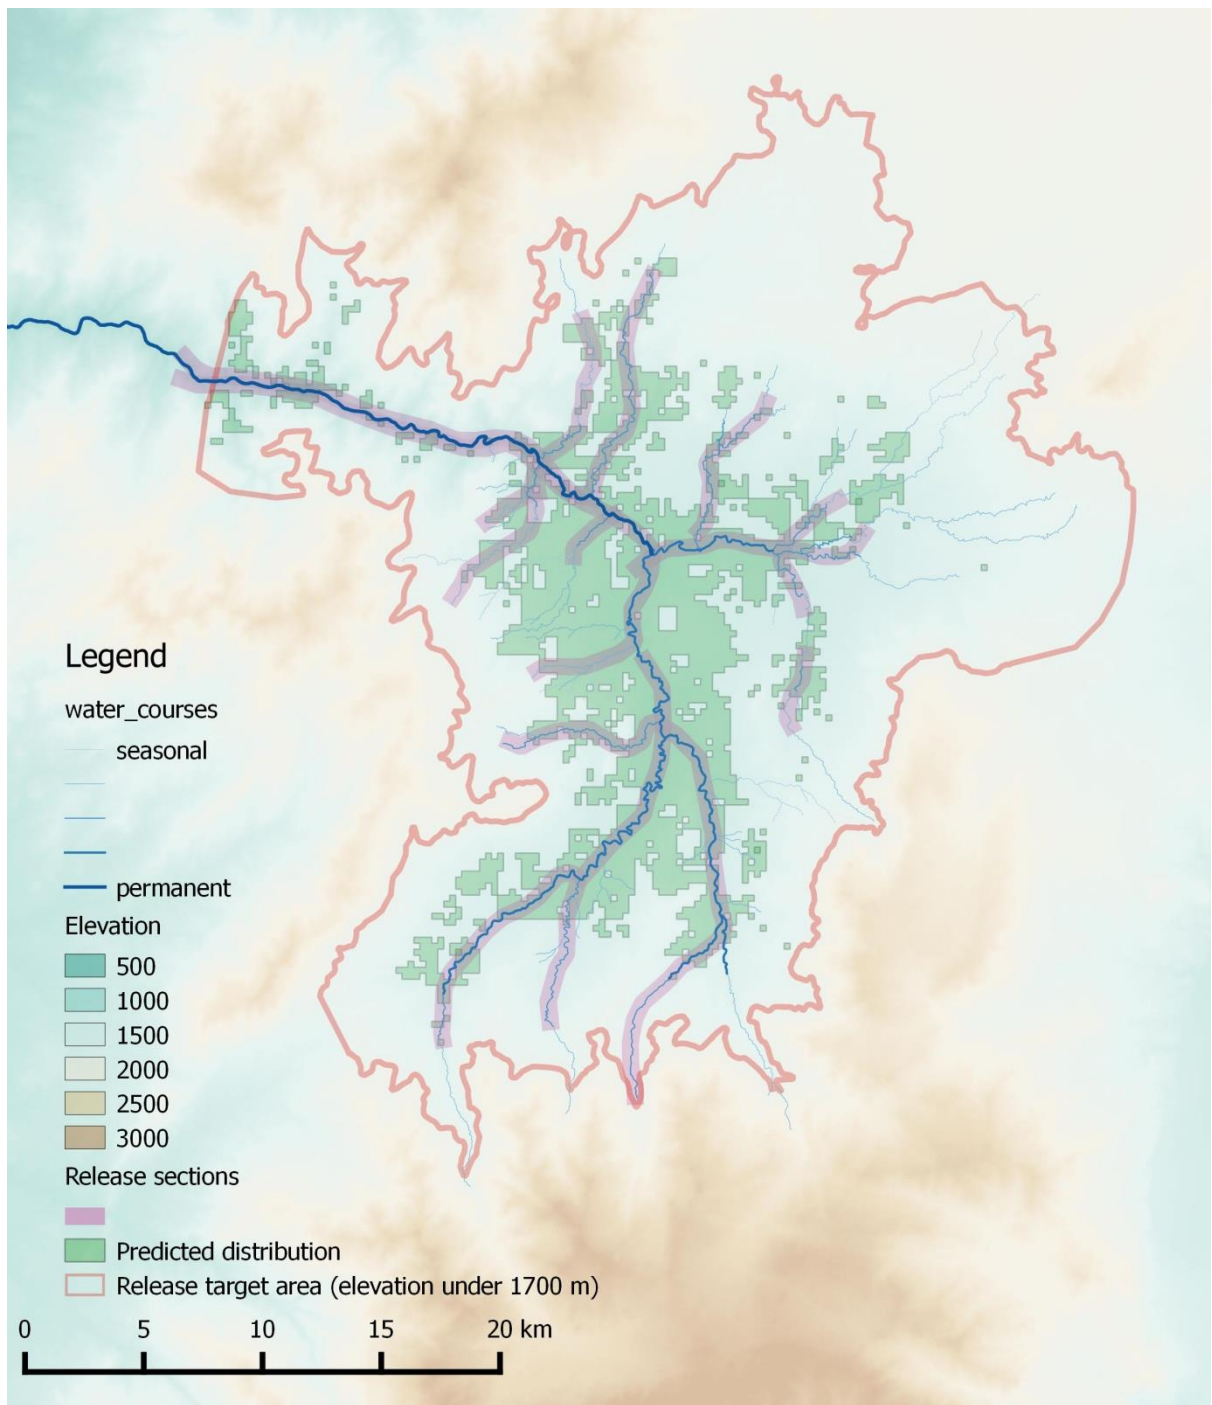 Legend
water_courses
seasonal
permanent
Elevation
500
1000
1500
2000
2500
3000
Release sections
Predicted distribution
Release target area (elevation under 1700 m)
0 5 10 15 20 km